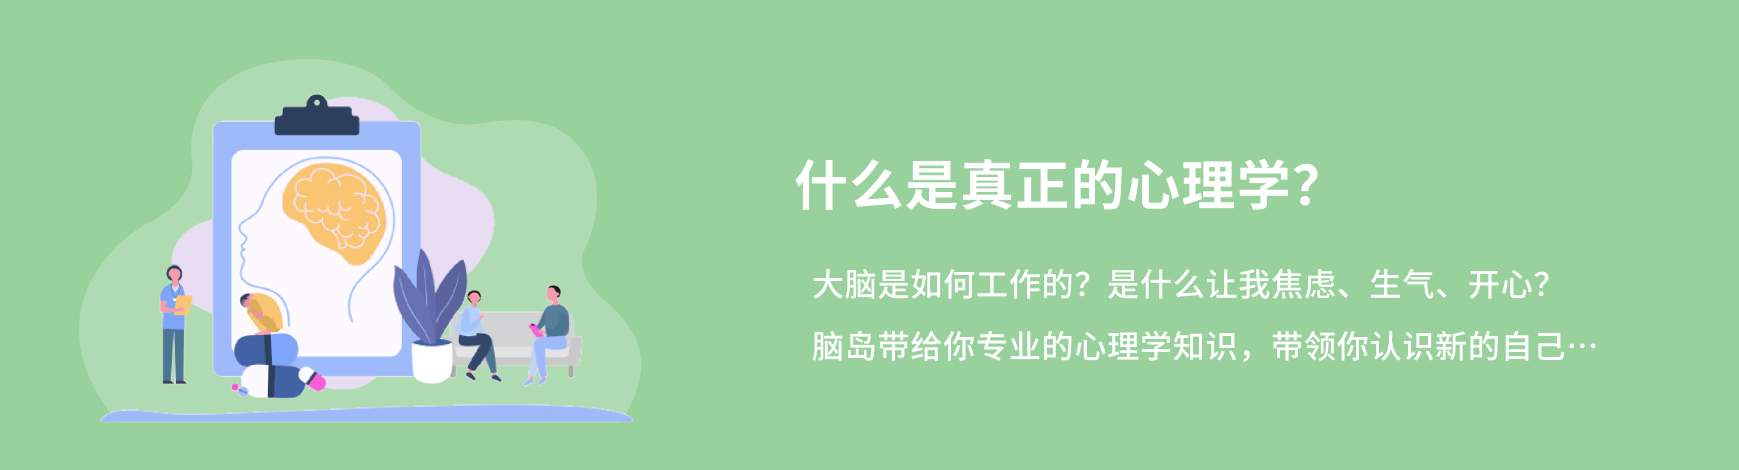 什么是真正的心理学？
大脑是如何工作的？是什么让我焦虑、生气、开心？
脑岛带给你专业的心理学知识，带领你认识新的自己…